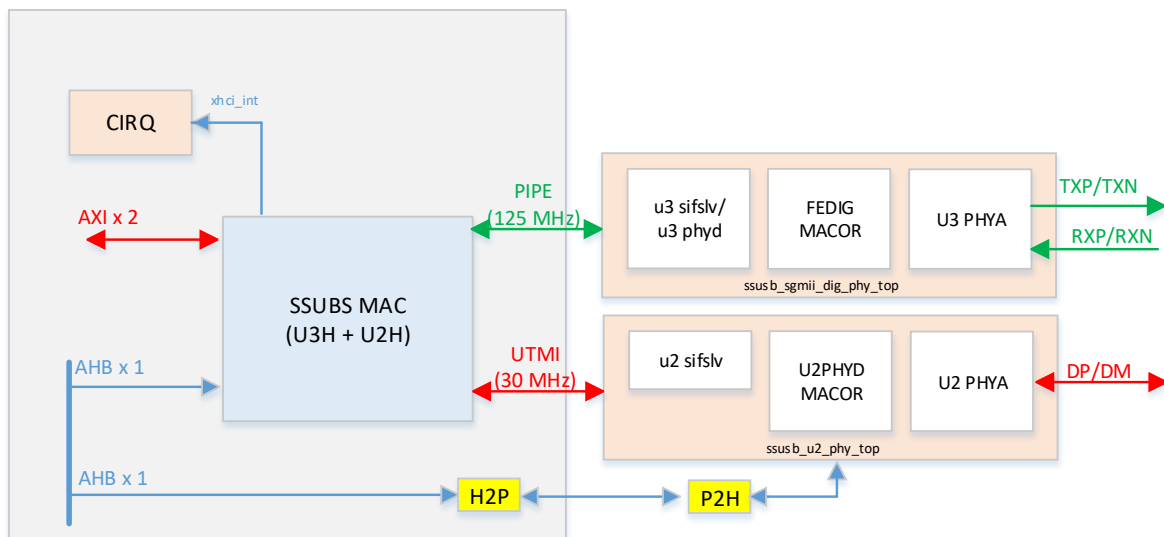 xhci_int
CIRQ
AXI x 2
PIPE
(125 MHz)
u3 sifslv/
u3 phyd
FEDIG
MACOR
U3 PHYA
TXP/TXN
RXP/RXN
ssusb_sgmii_dig_phy_top
SSUBS MAC
(U3H + U2H)
UTMI
(30 MHz)
u2 sifslv
U2PHYD
MACOR
U2 PHYA
DP/DM
ssusb_u2_phy_top
AHB x 1
AHB x 1
H2P
P2H